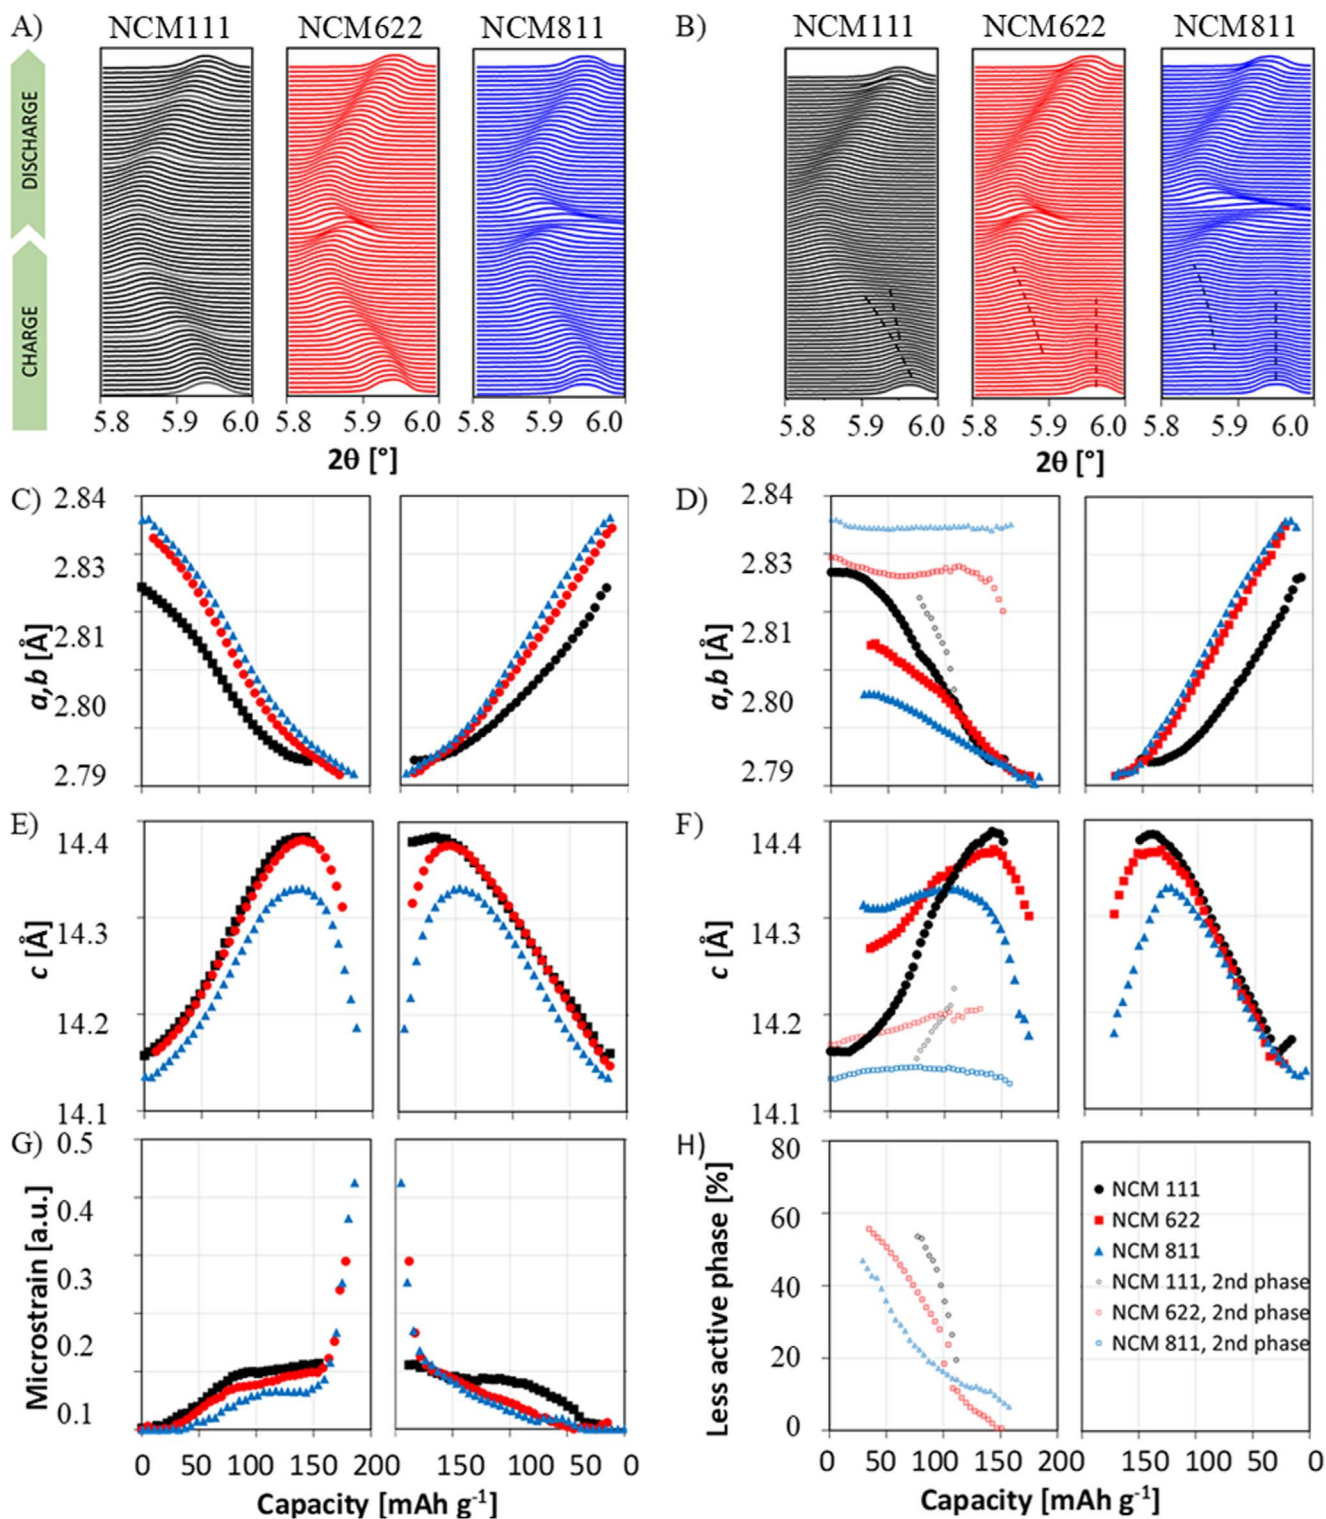 A)
NCM111 NCM622 NCM811
B)
NCM111 NCM622 NCM811
DISCHARGE
CHARGE
5.8 5.9 6.0 5.8 5.9 6.0 5.8 5.9 6.0
2θ [°]
5.8 5.9 6.0 5.8 5.9 6.0 5.8 5.9 6.0
2θ [°]
C)
2.84
2.83
2.81
2.80
2.79
a,b [Å]
D)
2.84
2.83
2.81
2.80
2.79
a,b [Å]
E)
14.4
14.3
14.2
14.1
c [Å]
F)
14.4
14.3
14.2
14.1
c [Å]
G)
0.5
0.4
0.3
0.2
0.1
Microstrain [a.u.]
0 50 100 150 200 150 100 50 0
Capacity [mAh g-1]
H)
80
60
40
20
0
Less active phase [%]
NCM 111
NCM 622
NCM 811
NCM 111, 2nd phase
NCM 622, 2nd phase
NCM 811, 2nd phase
0 50 100 150 200 150 100 50 0
Capacity [mAh g-1]